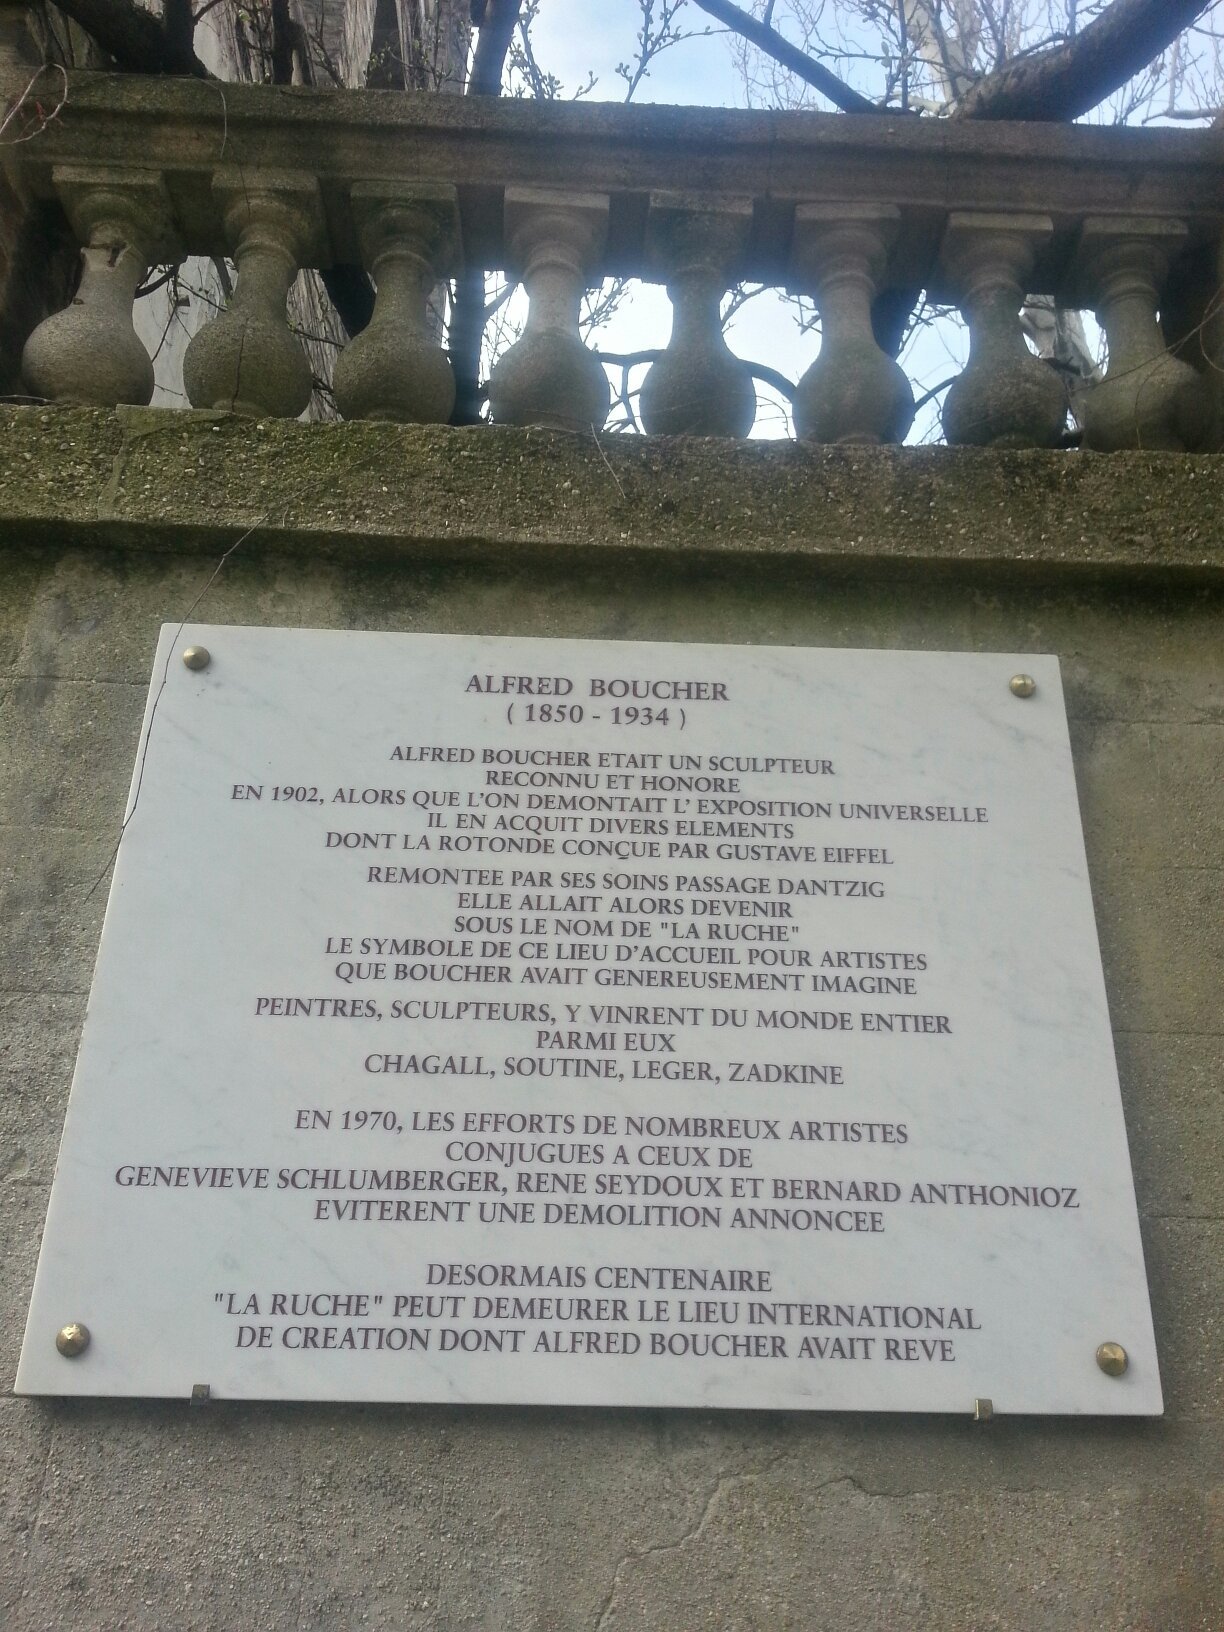 ALFRED BOUCHER
( 1850 - 1934 )
ALFRED BOUCHER ETAIT UN SCULPTEUR
RECONNU ET HONORE
EN 1902, ALORS QUE L'ON DEMONTAIT L' EXPOSITION UNIVERSELLE
IL EN ACQUIT DIVERS ELEMENTS
DONT LA ROTONDE CONÇUE PAR GUSTAVE EIFFEL
REMONTEE PAR SES SOINS PASSAGE DANTZIG
ELLE ALLAIT ALORS DEVENIR
SOUS LE NOM DE "LA RUCHE"
LE SYMBOLE DE CE LIEU D'ACCUEIL POUR ARTISTES
QUE BOUCHER AVAIT GENEREUSEMENT IMAGINE
PEINTRES, SCULPTEURS, Y VINRENT DU MONDE ENTIER
PARMI EUX
CHAGALL, SOUTINE, LEGER, ZADKINE
EN 1970, LES EFFORTS DE NOMBREUX ARTISTES
CONJUGUES A CEUX DE
GENEVIEVE SCHLUMBERGER, RENE SEYDOUX ET BERNARD ANTHONIOZ
EVITERENT UNE DEMOLITION ANNONCEE
DESORMAIS CENTENAIRE
"LA RUCHE" PEUT DEMEURER LE LIEU INTERNATIONAL
DE CREATION DONT ALFRED BOUCHER AVAIT REVE